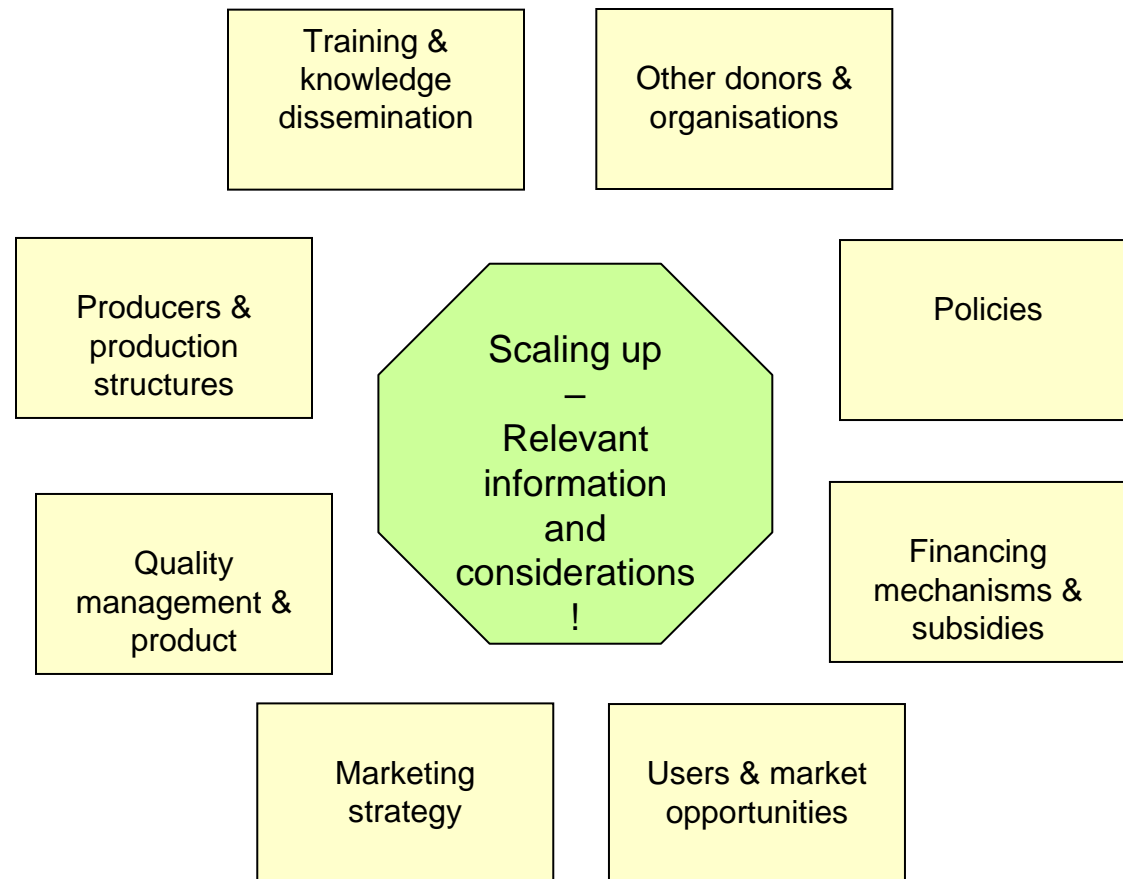 Training &
knowledge
dissemination
Other donors &
organisations
Producers &
production
structures
Policies
Scaling up
–
Relevant
information
and
considerations
!
Quality
management &
product
Financing
mechanisms &
subsidies
Marketing
strategy
Users & market
opportunities